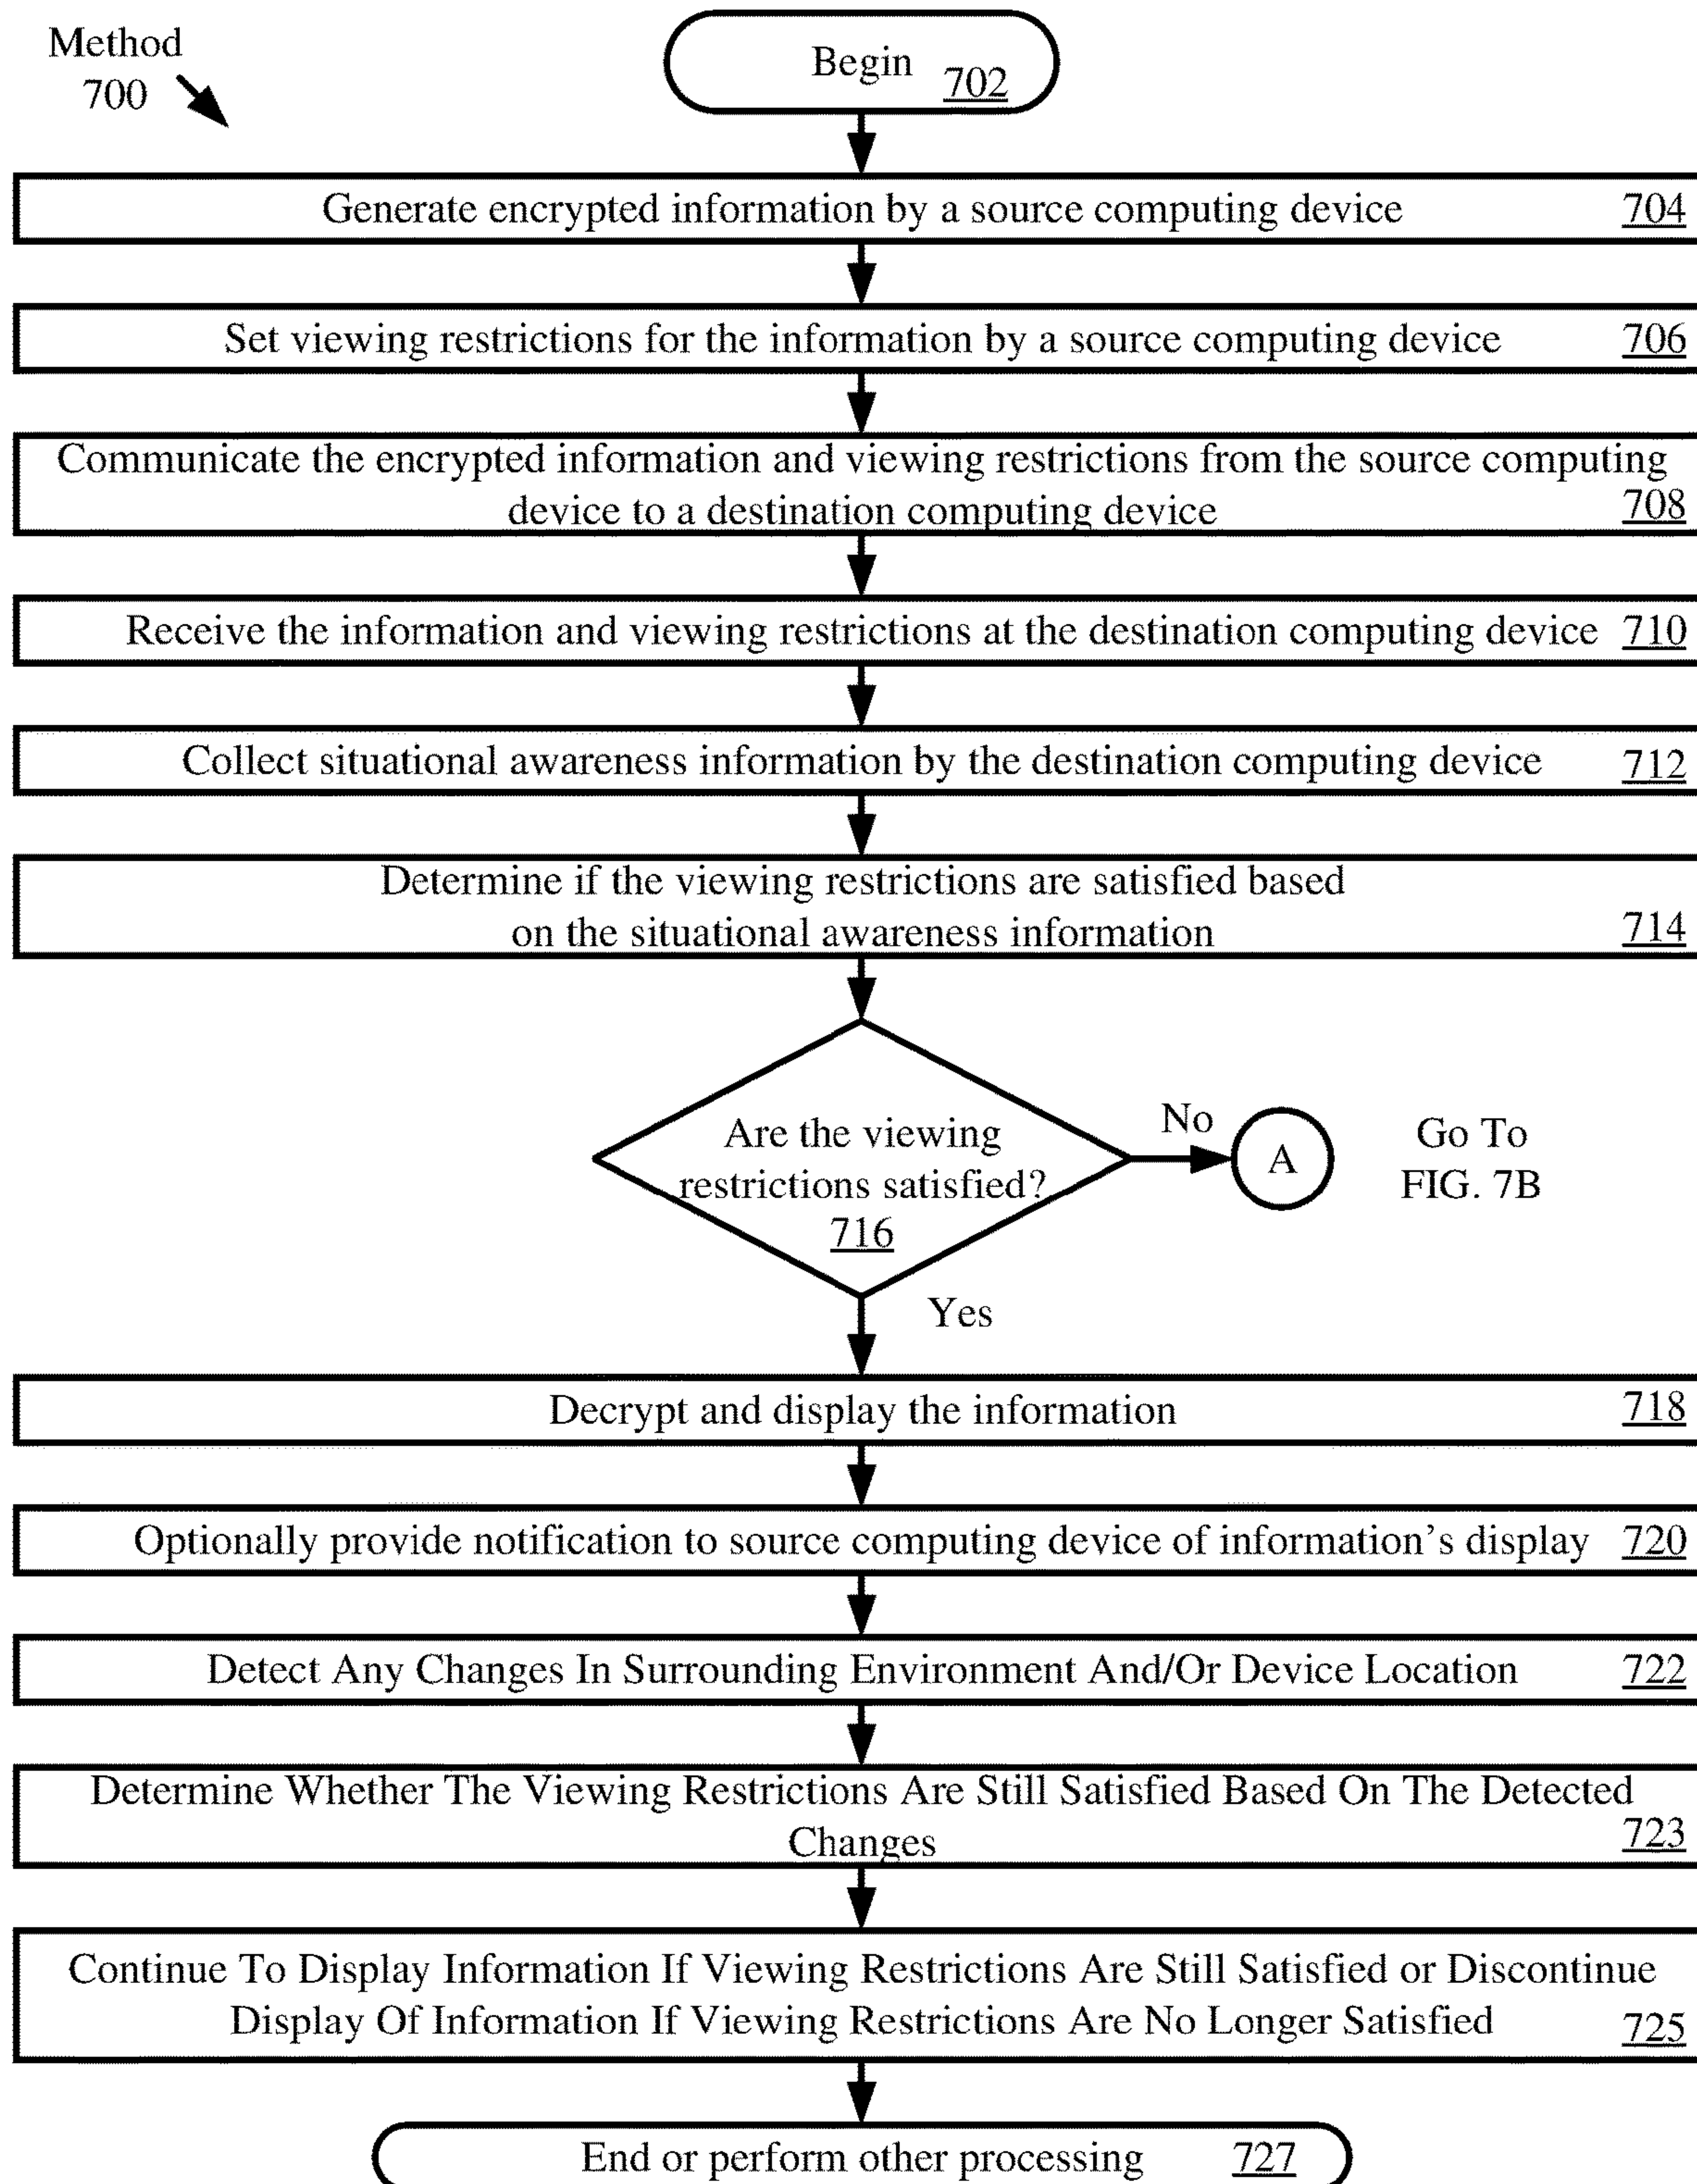 Method
700
Begin 702
Generate encrypted information by a source computing device 704
Set viewing restrictions for the information by a source computing device 706
Communicate the encrypted information and viewing restrictions from the source computing
device to a destination computing device 708
Receive the information and viewing restrictions at the destination computing device 710
Collect situational awareness information by the destination computing device 712
Determine if the viewing restrictions are satisfied based
on the situational awareness information 714
Are the viewing
restrictions satisfied?
716
No
A
Go To
FIG. 7B
Yes
Decrypt and display the information 718
Optionally provide notification to source computing device of information's display 720
Detect Any Changes In Surrounding Environment And/Or Device Location 722
Determine Whether The Viewing Restrictions Are Still Satisfied Based On The Detected
Changes 723
Continue To Display Information If Viewing Restrictions Are Still Satisfied or Discontinue
Display Of Information If Viewing Restrictions Are No Longer Satisfied 725
End or perform other processing 727